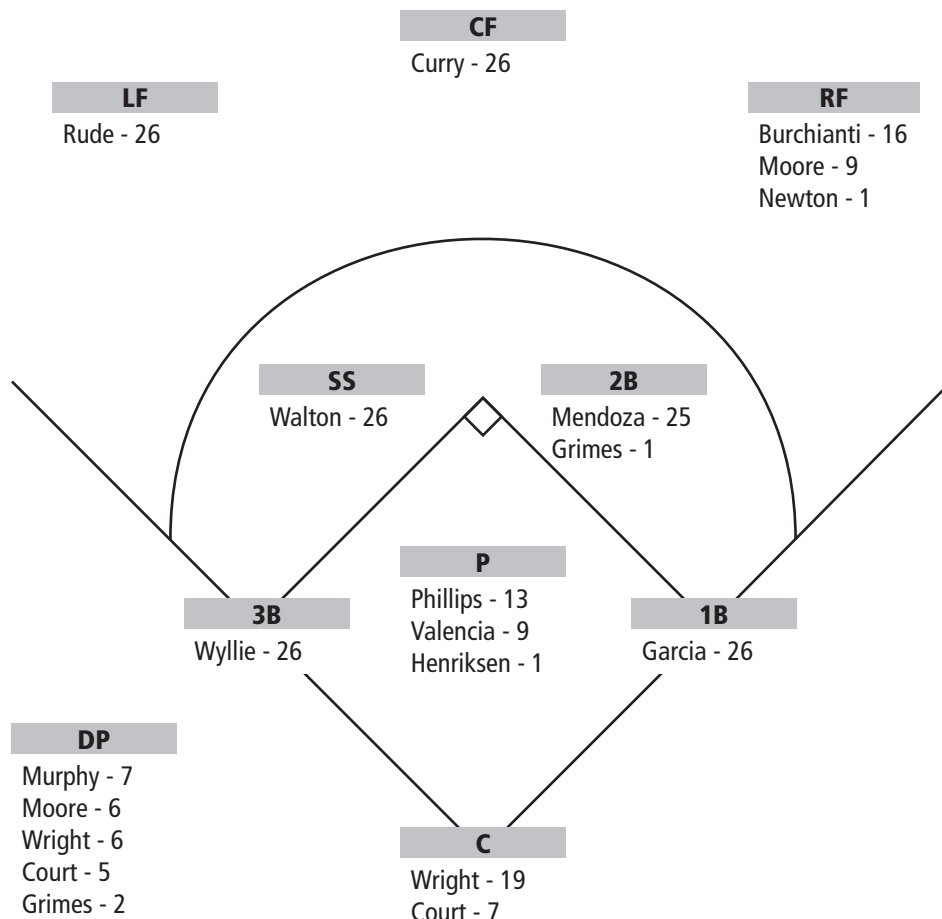 CF
Curry - 26
LF
Rude - 26
RF
Burchianti - 16
Moore - 9
Newton - 1
SS
Walton - 26
2B
Mendoza - 25
Grimes - 1
P
Phillips - 13
Valencia - 9
Henriksen - 1
3B
Wyllie - 26
1B
Garcia - 26
DP
Murphy - 7
Moore - 6
Wright - 6
Court - 5
Grimes - 2
C
Wright - 19
Court - 7